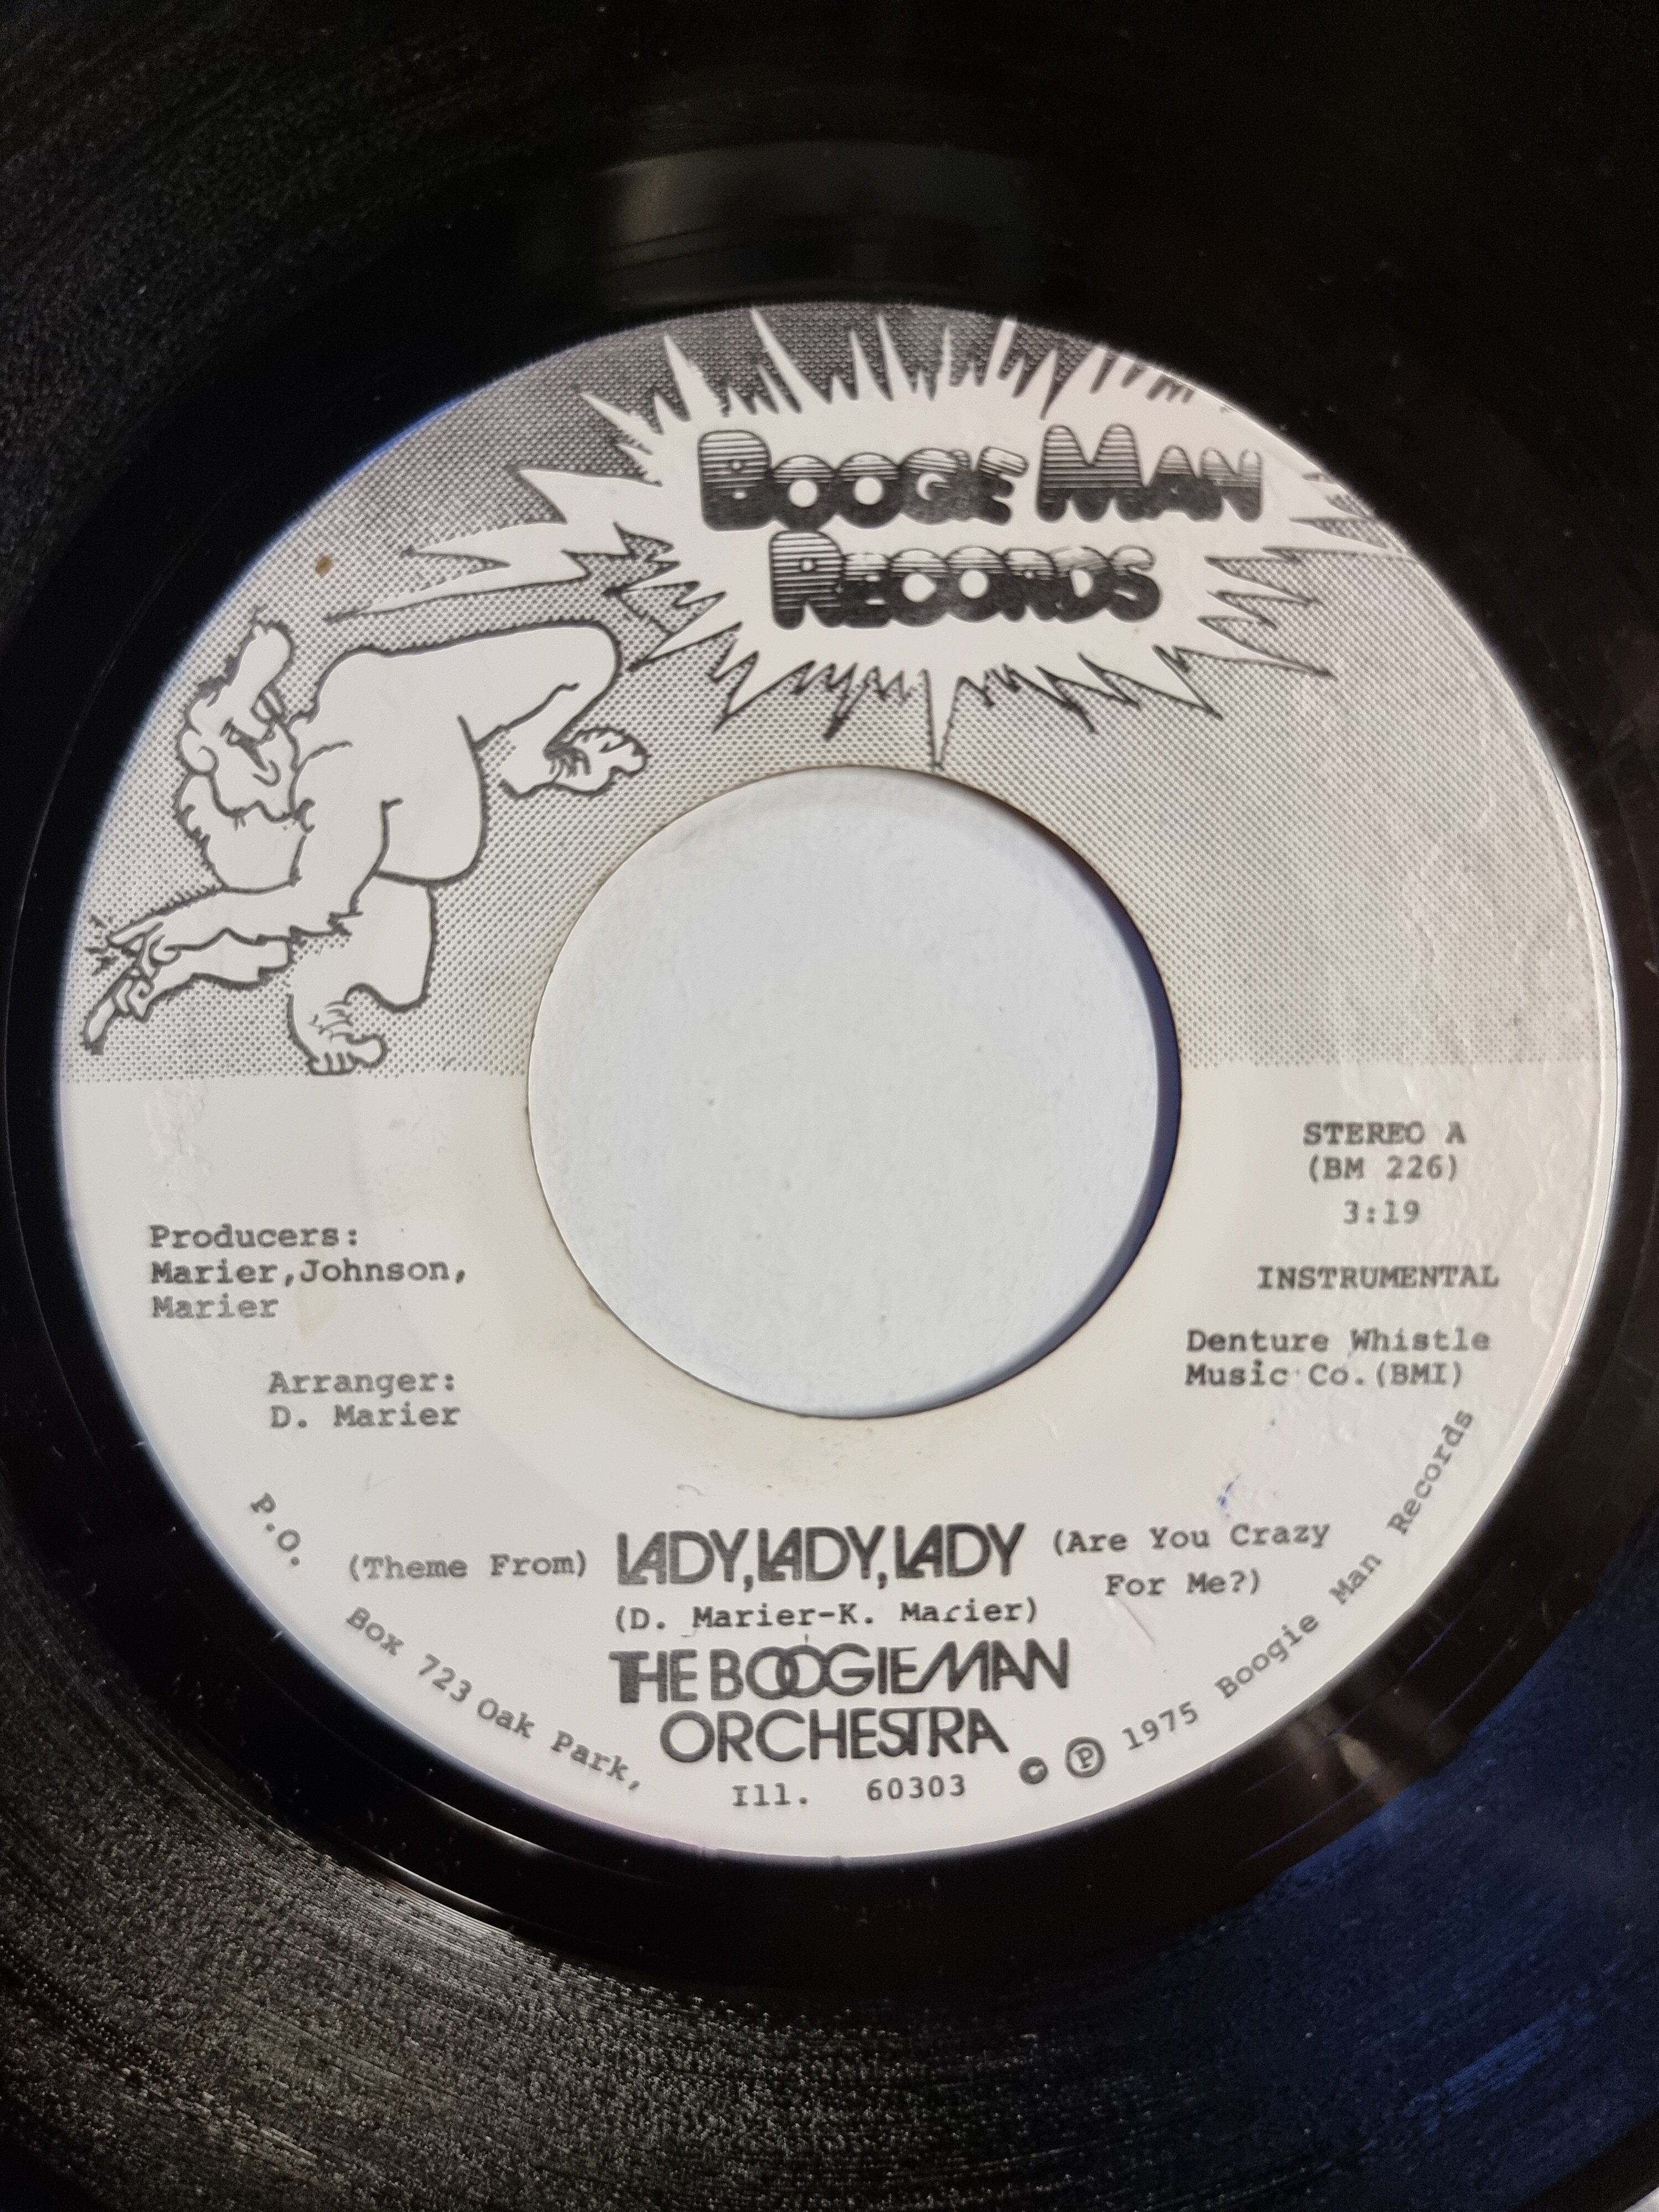 BOOGIE MAN
RECORDS
STEREO A
(BM 226)
3:19
INSTRUMENTAL
Denture Whistle
Music Co.(BMI)
Producers:
Marier,Johnson,
Marier
Arranger:
D. Marier
(Theme From) LADY, LADY, LADY (Are You Crazy
For Me?)
(D. Marier-K. Marier)
THE BOOGIE MAN
ORCHESTRA
P.O. Box 723 Oak Park, Ill. 60303 © ℗ 1975 Boogie Man Records